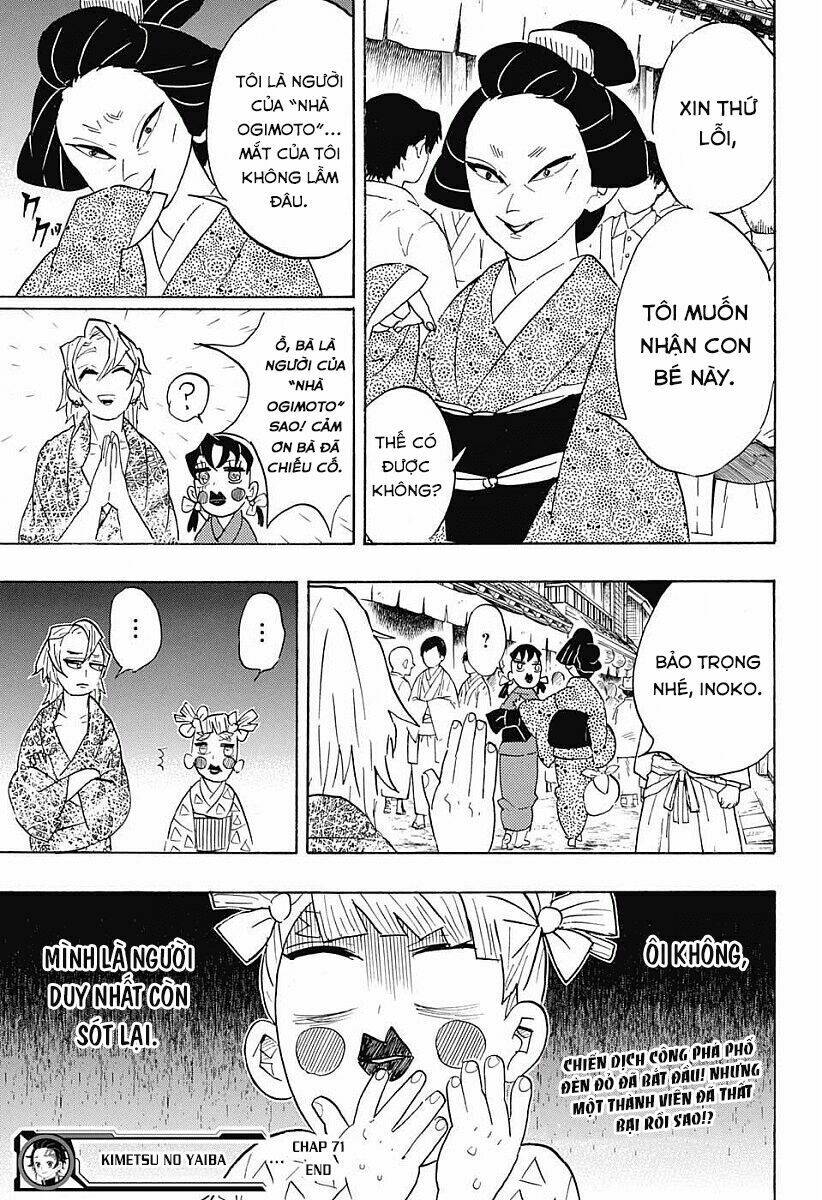 XIN THỨ
LỖI,
TÔI MUỐN
NHẬN CON
BÉ NÀY.
THẾ CÓ
ĐƯỢC
KHÔNG?
TÔI LÀ NGƯỜI
CỦA "NHÀ
OGIMOTO"...
MẮT CỦA TÔI
KHÔNG LẦM
ĐÂU.
クグッ
Ồ, BÀ LÀ
NGƯỜI CỦA
"NHÀ
OGIMOTO"
SAO! CẢM
ƠN BÀ ĐÃ
CHIẾU CỐ.
?
BẢO TRỌNG
NHÉ, INOKO.
?
...
...
ÔI KHÔNG,
MÌNH LÀ NGƯỜI
DUY NHẤT CÒN
SÓT LẠI.
CHIẾN DỊCH CÔNG PHÁ PHỐ
ĐÈN ĐỎ ĐÃ BẮT ĐẦU! NHƯNG
MỘT THÀNH VIÊN ĐÃ THẤT
BẠI RỒI SAO!?
KIMETSU NO YAIBA .... CHAP 71
END